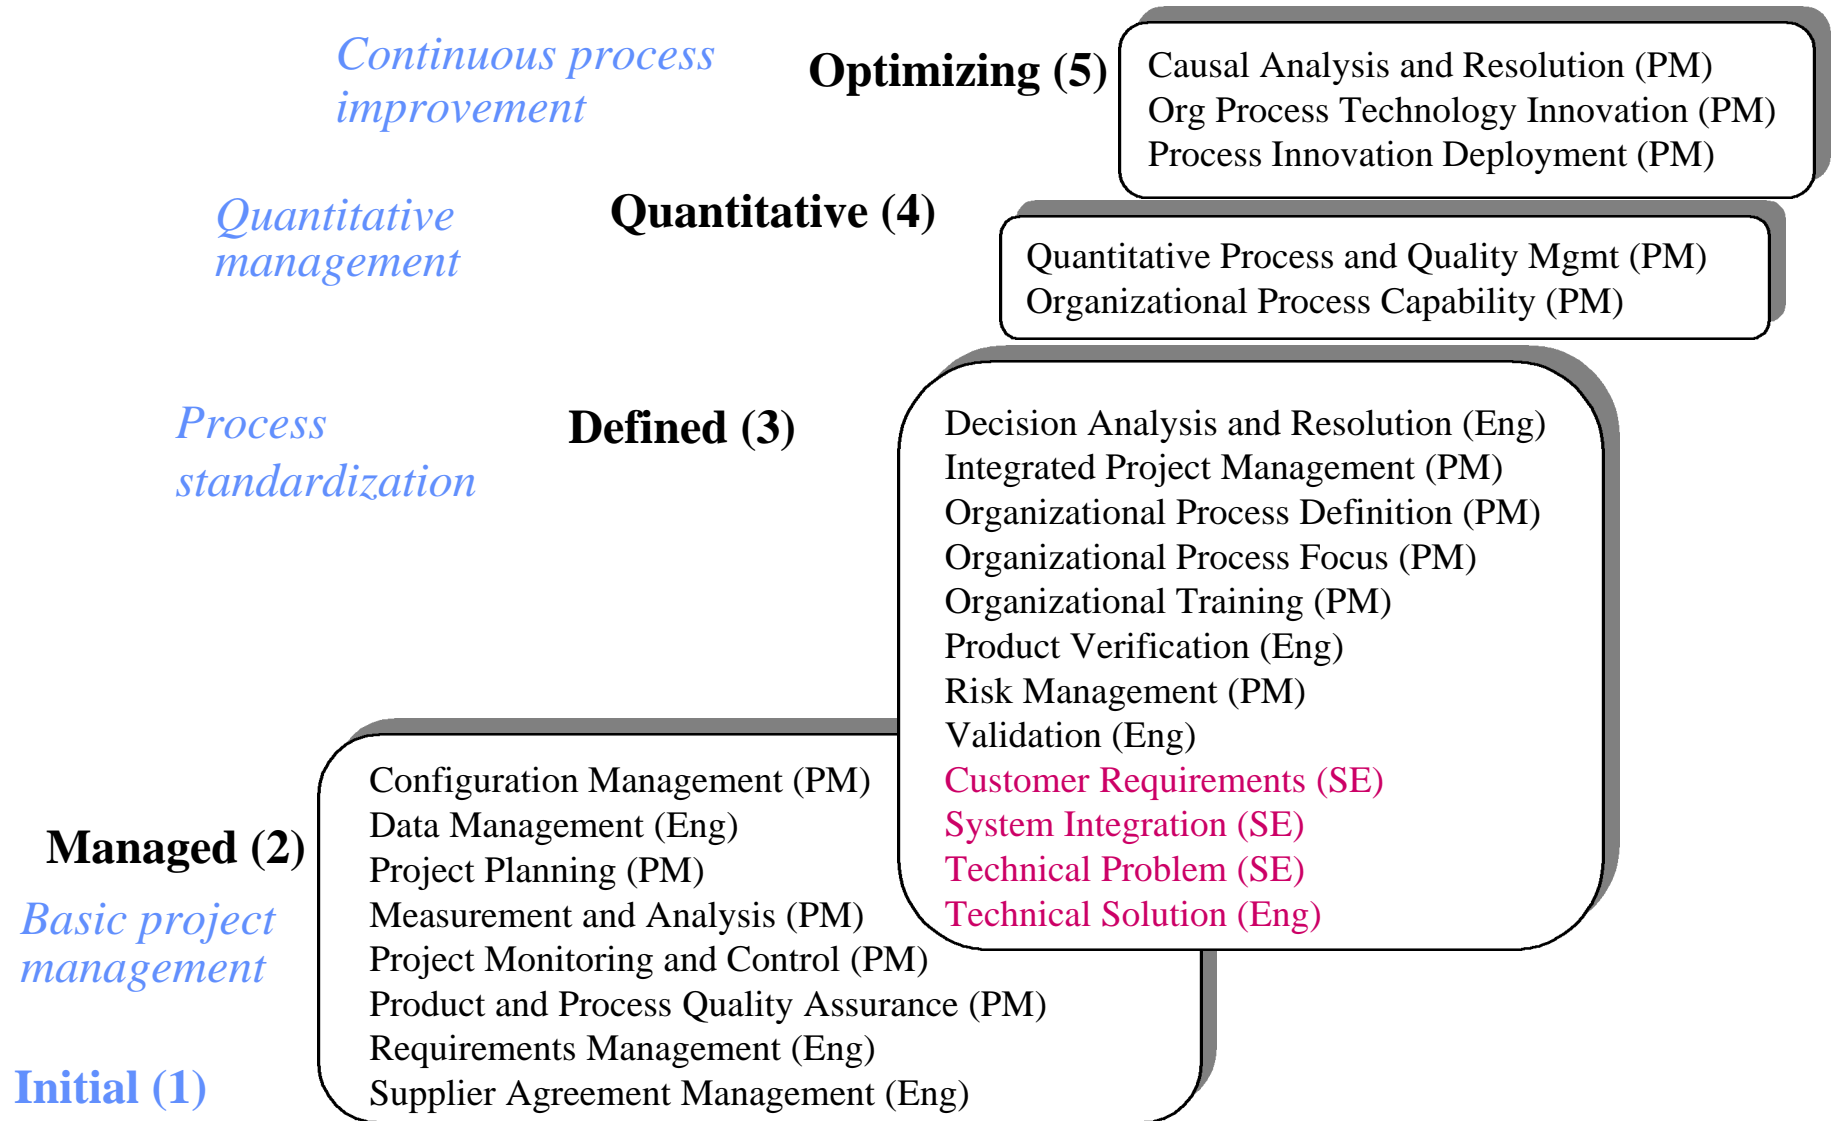 Continuous process
improvement
Optimizing (5)
Causal Analysis and Resolution (PM)
Org Process Technology Innovation (PM)
Process Innovation Deployment (PM)
Quantitative
management
Quantitative (4)
Quantitative Process and Quality Mgmt (PM)
Organizational Process Capability (PM)
Process
standardization
Defined (3)
Decision Analysis and Resolution (Eng)
Integrated Project Management (PM)
Organizational Process Definition (PM)
Organizational Process Focus (PM)
Organizational Training (PM)
Product Verification (Eng)
Risk Management (PM)
Validation (Eng)
Customer Requirements (SE)
System Integration (SE)
Technical Problem (SE)
Technical Solution (Eng)
Managed (2)
Basic project
management
Configuration Management (PM)
Data Management (Eng)
Project Planning (PM)
Measurement and Analysis (PM)
Project Monitoring and Control (PM)
Product and Process Quality Assurance (PM)
Requirements Management (Eng)
Supplier Agreement Management (Eng)
Initial (1)